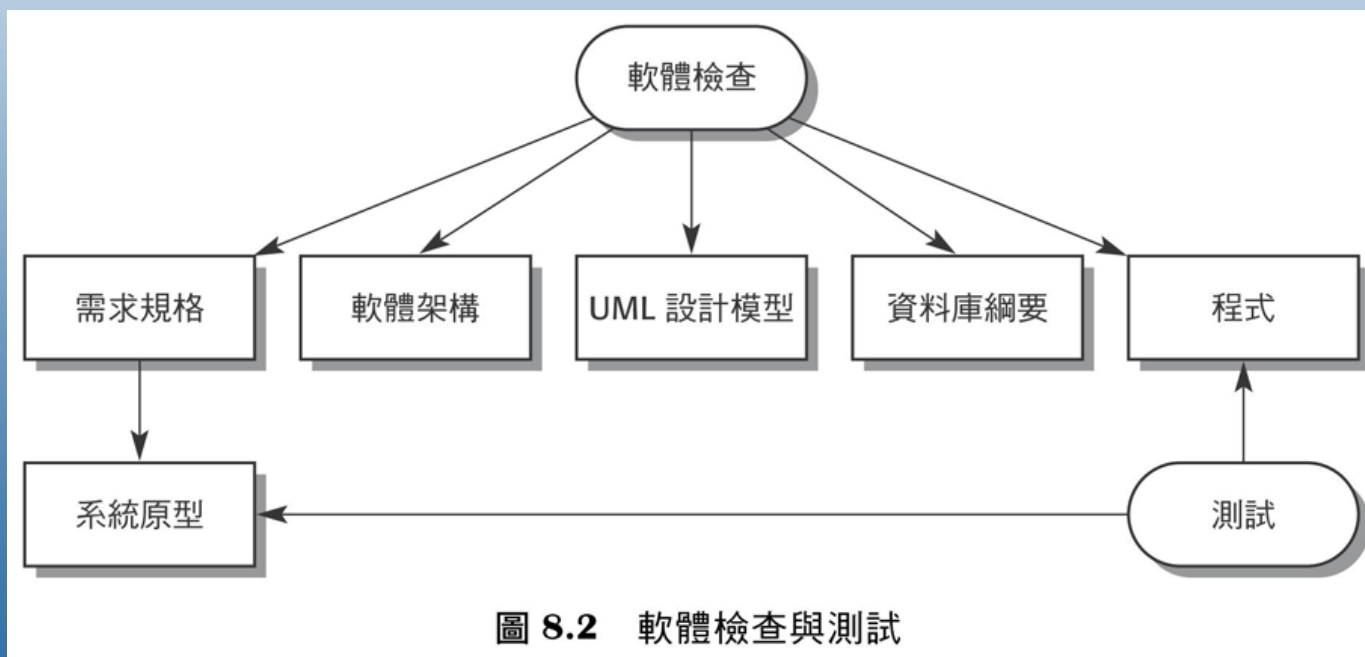 軟體檢查
需求規格
軟體架構
UML 設計模型
資料庫綱要
程式
系統原型
測試
圖 8.2 軟體檢查與測試